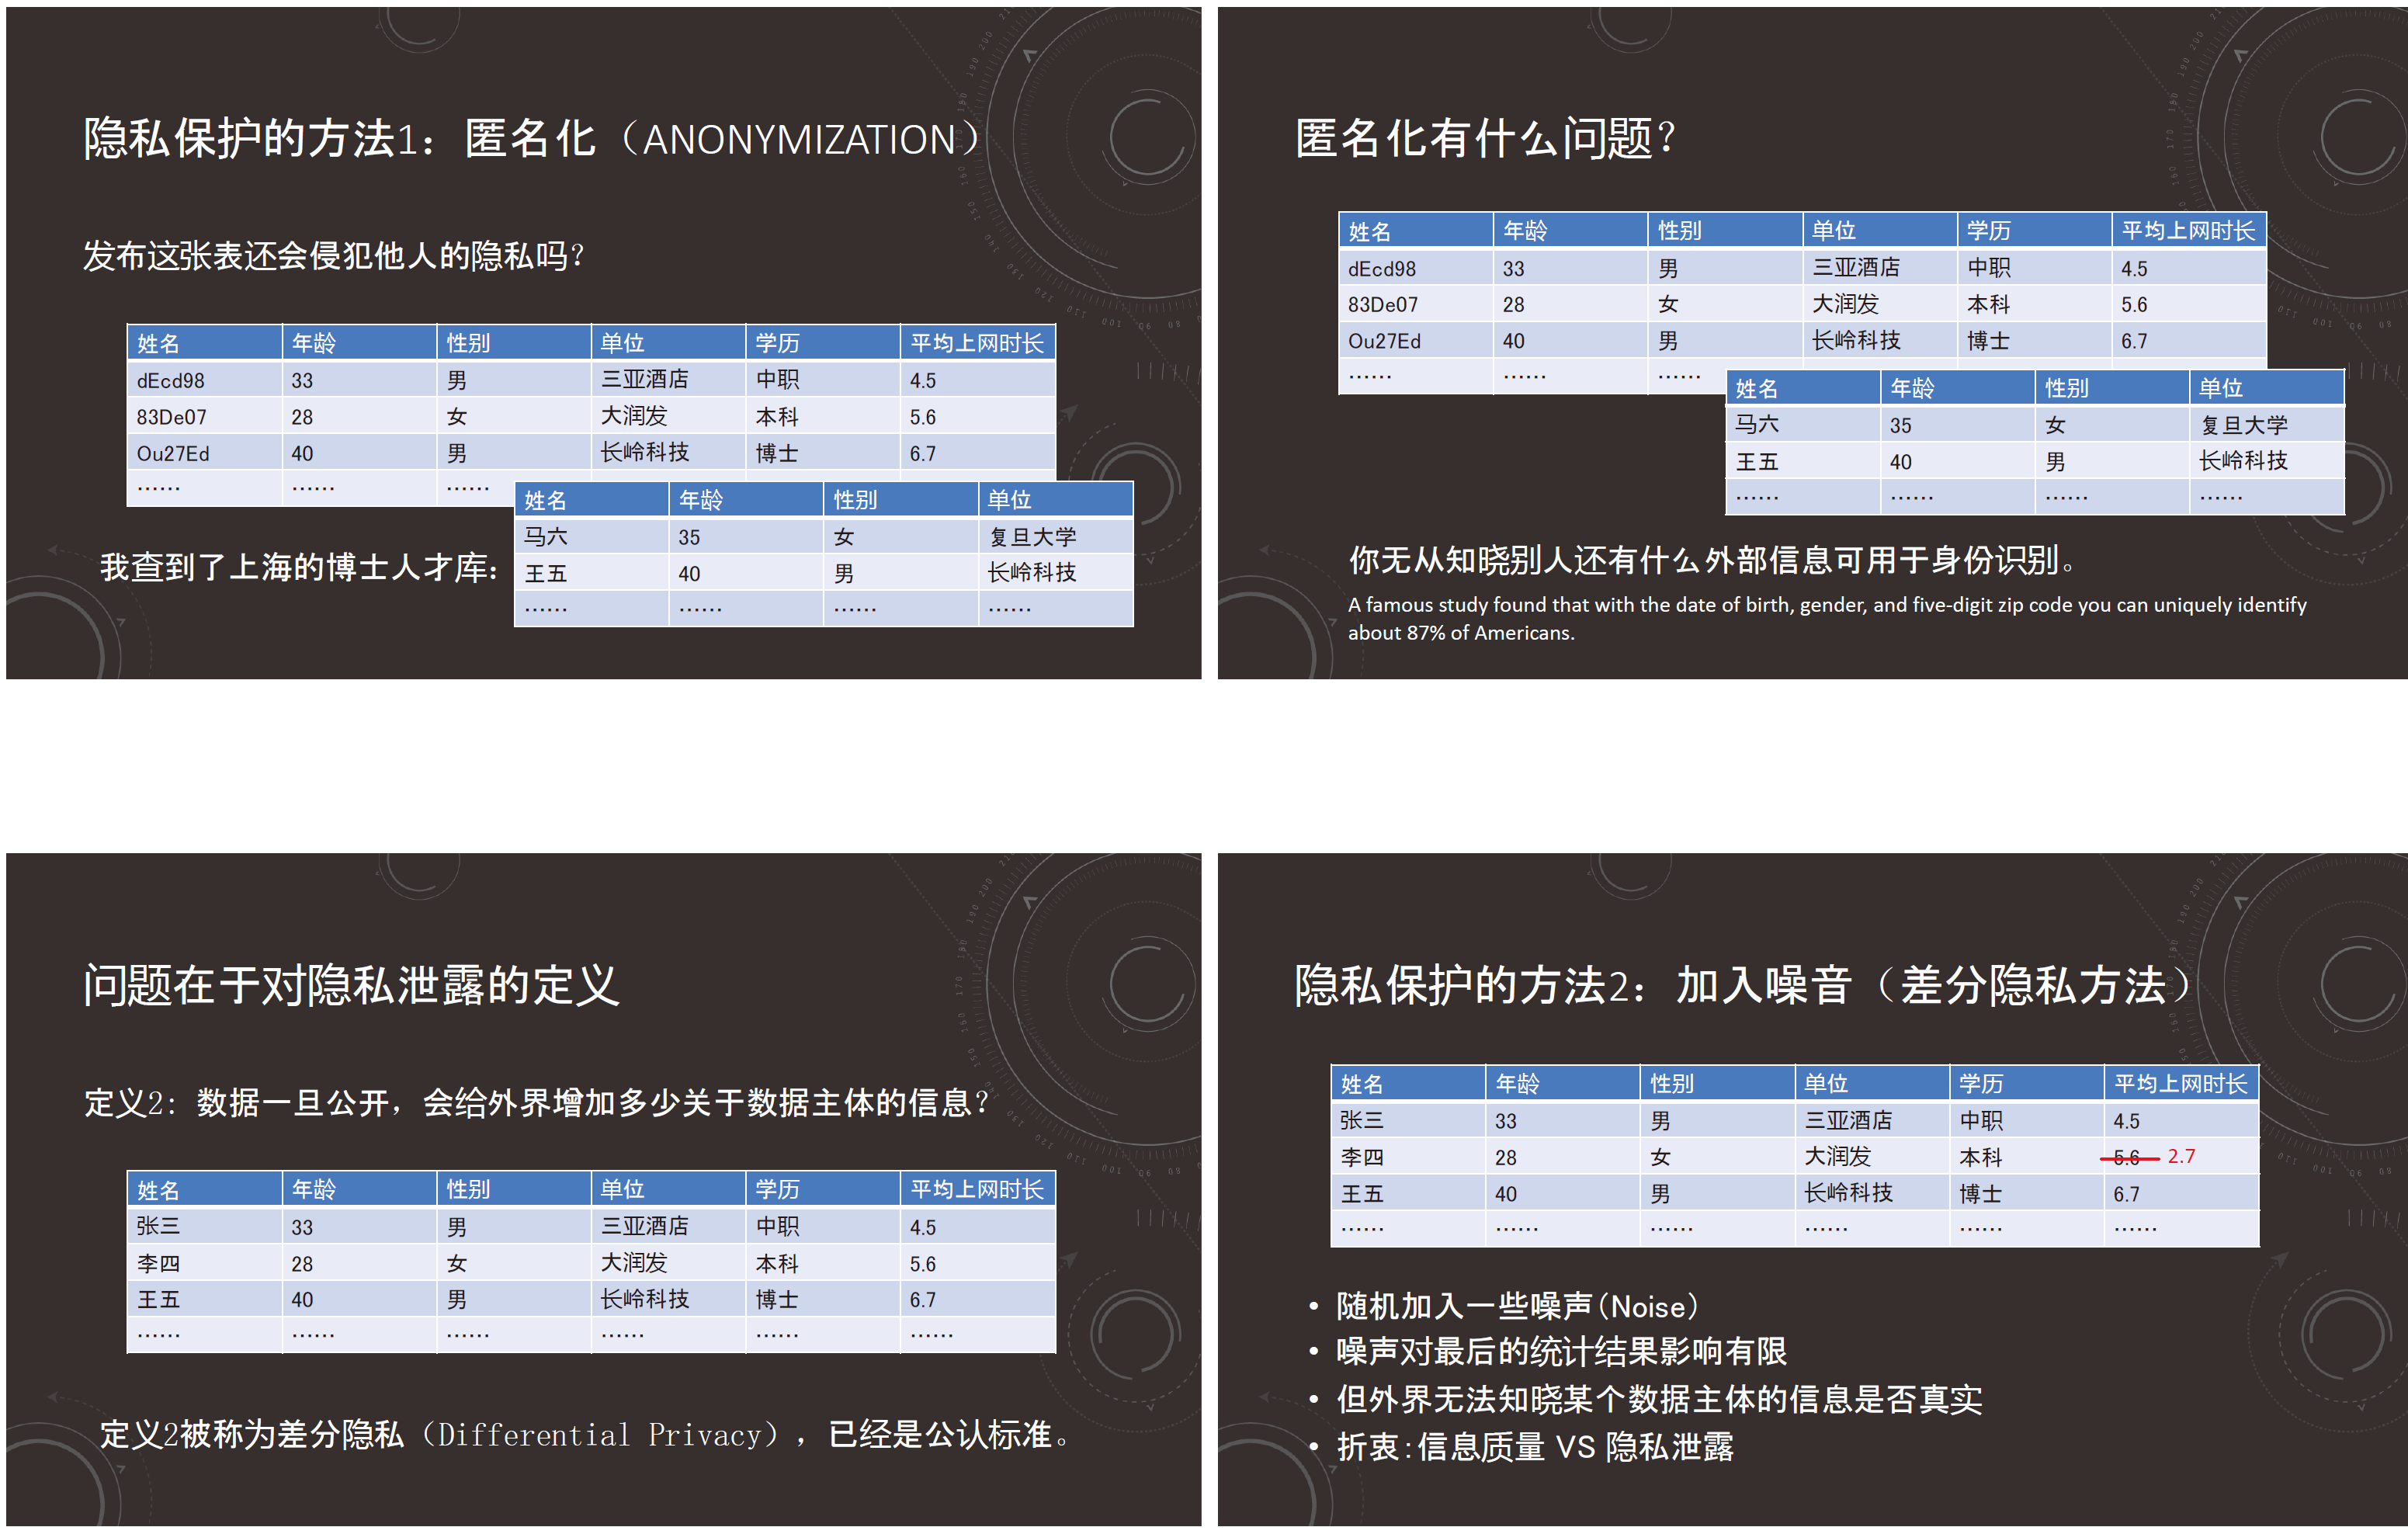 隐私保护的方法1：匿名化（ANONYMIZATION）
发布这张表还会侵犯他人的隐私吗？
姓名 年龄 性别 单位 学历 平均上网时长
dEcd98 33 男 三亚酒店 中职 4.5
83De07 28 女 大润发 本科 5.6
Ou27Ed 40 男 长岭科技 博士 6.7
…… …… ……
我查到了上海的博士人才库：
姓名 年龄 性别 单位
马六 35 女 复旦大学
王五 40 男 长岭科技
…… …… …… ……
匿名化有什么问题？
姓名 年龄 性别 单位 学历 平均上网时长
dEcd98 33 男 三亚酒店 中职 4.5
83De07 28 女 大润发 本科 5.6
Ou27Ed 40 男 长岭科技 博士 6.7
…… …… ……
姓名 年龄 性别 单位
马六 35 女 复旦大学
王五 40 男 长岭科技
…… …… …… ……
你无从知晓别人还有什么外部信息可用于身份识别。
A famous study found that with the date of birth, gender, and five-digit zip code you can uniquely identify
about 87% of Americans.
问题在于对隐私泄露的定义
定义2：数据一旦公开，会给外界增加多少关于数据主体的信息？
姓名 年龄 性别 单位 学历 平均上网时长
张三 33 男 三亚酒店 中职 4.5
李四 28 女 大润发 本科 5.6
王五 40 男 长岭科技 博士 6.7
…… …… …… …… …… ……
定义2被称为差分隐私（Differential Privacy），已经是公认标准。
隐私保护的方法2：加入噪音（差分隐私方法）
姓名 年龄 性别 单位 学历 平均上网时长
张三 33 男 三亚酒店 中职 4.5
李四 28 女 大润发 本科 5.6 2.7
王五 40 男 长岭科技 博士 6.7
…… …… …… …… …… ……
• 随机加入一些噪声（Noise）
• 噪声对最后的统计结果影响有限
• 但外界无法知晓某个数据主体的信息是否真实
• 折衷：信息质量 VS 隐私泄露